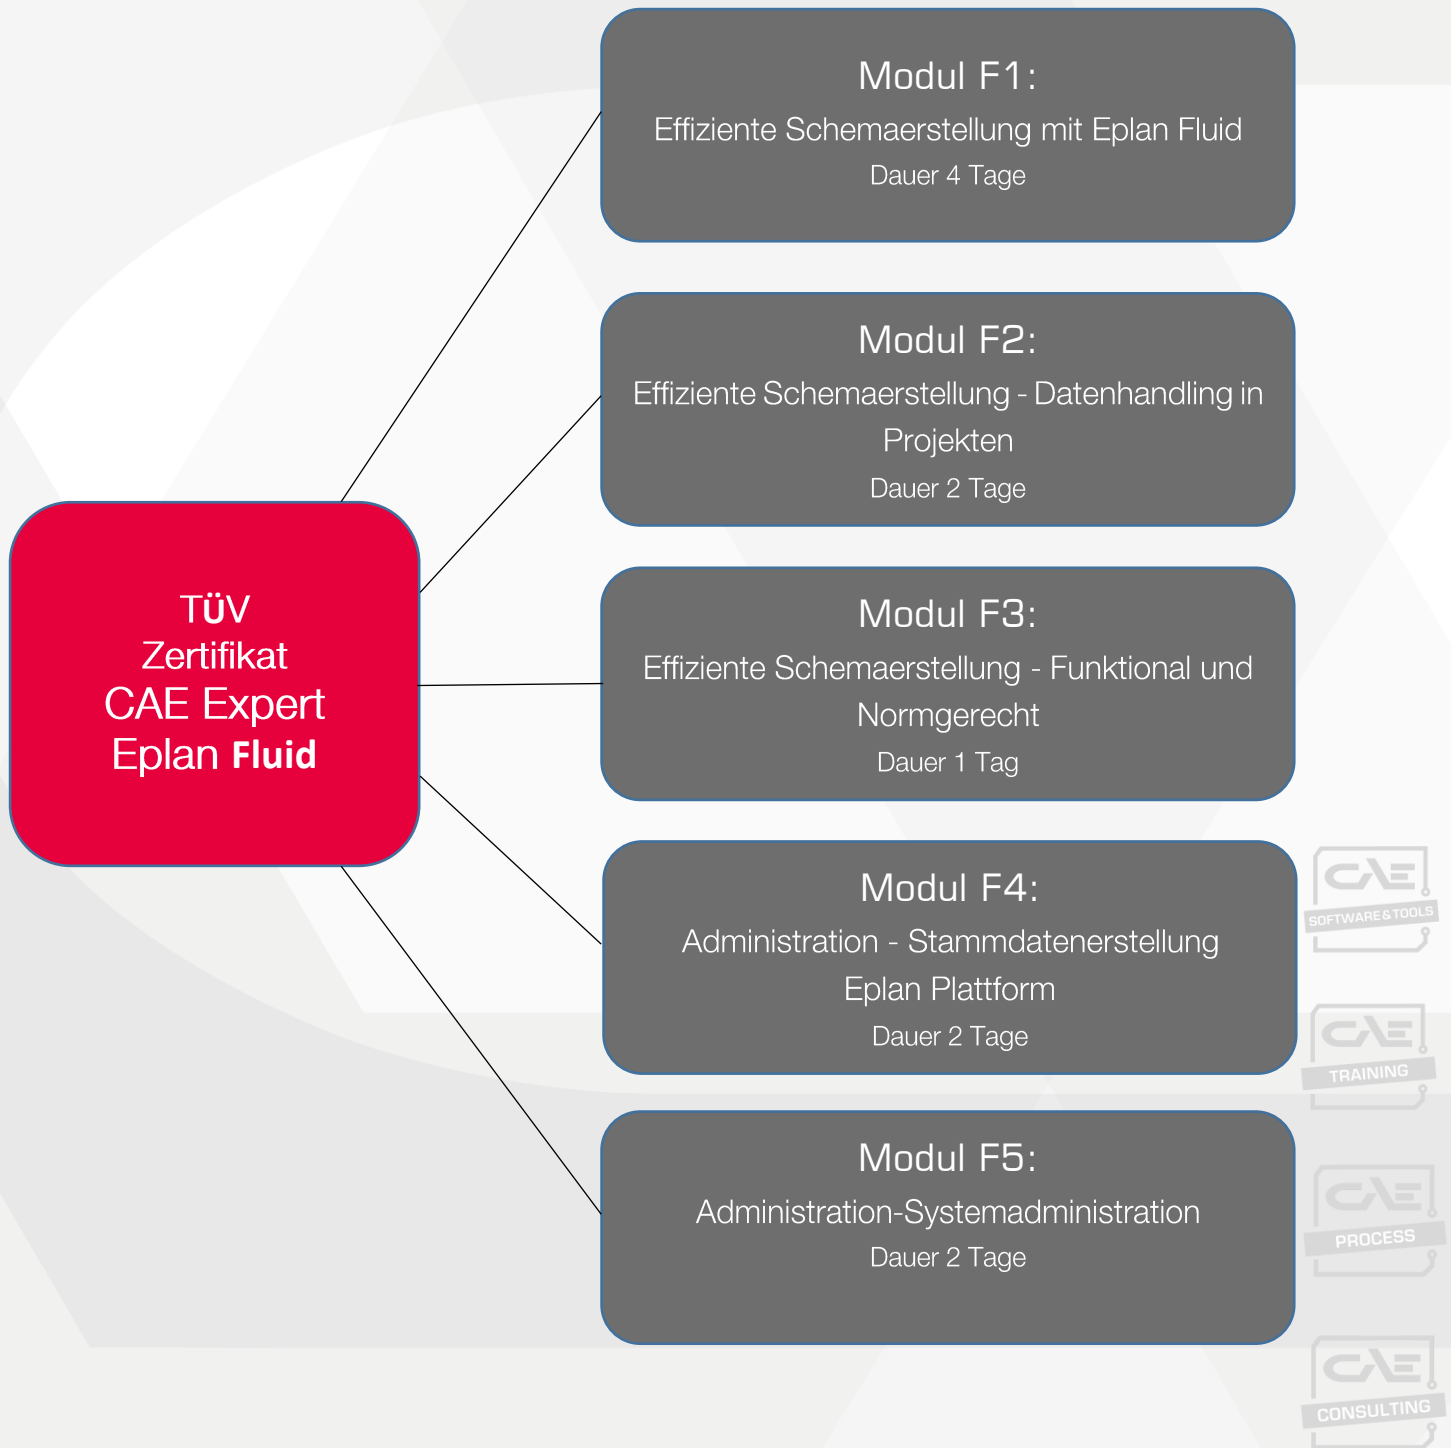 Modul F1:
Effiziente Schemaerstellung mit Eplan Fluid
Dauer 4 Tage
Modul F2:
Effiziente Schemaerstellung - Datenhandling in
Projekten
Dauer 2 Tage
TÜV
Zertifikat
CAE Expert
Eplan Fluid
Modul F3:
Effiziente Schemaerstellung - Funktional und
Normgerecht
Dauer 1 Tag
Modul F4:
Administration - Stammdatenerstellung
Eplan Plattform
Dauer 2 Tage
Modul F5:
Administration-Systemadministration
Dauer 2 Tage
CAE
SOFTWARE & TOOLS
CAE
TRAINING
CAE
PROCESS
CAE
CONSULTING